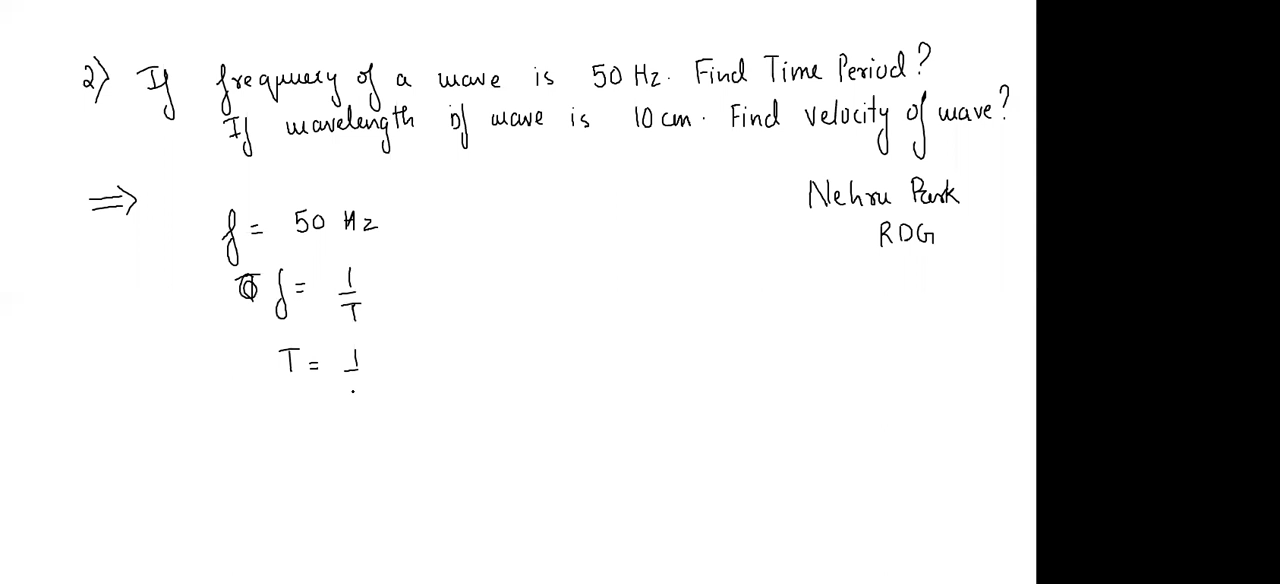 2) If frequency of a wave is 50 Hz. Find Time Period?
If wavelength of wave is 10 cm. Find velocity of wave?
⇒
Nehru Park
RDG
f = 50 Hz
f = 1/T
T = 1